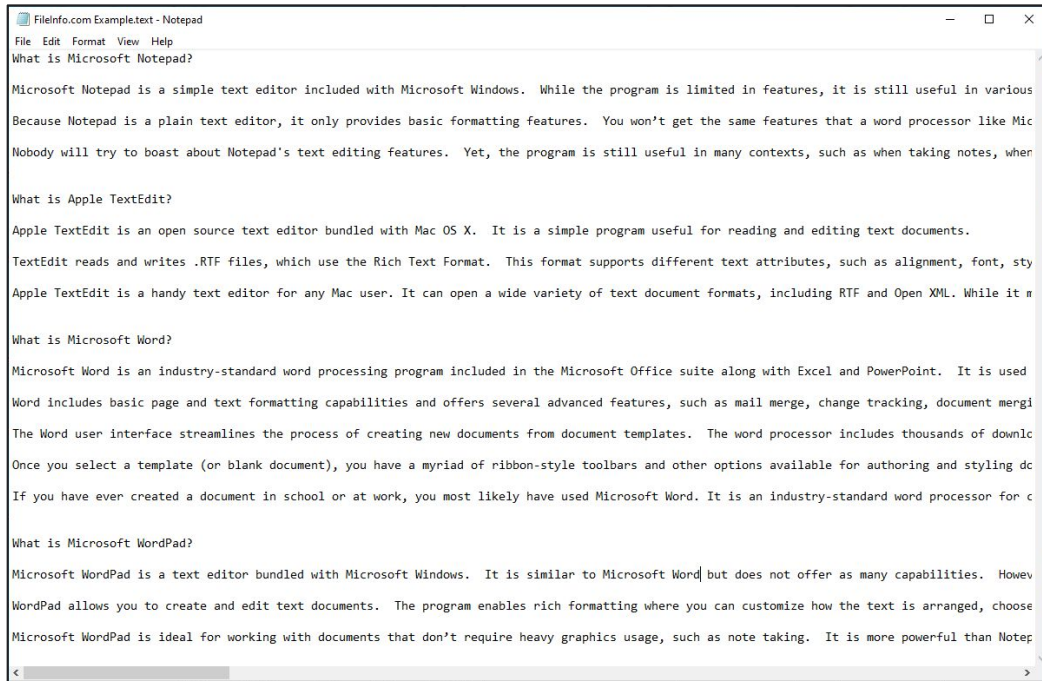 FileInfo.com Example.text - Notepad
File Edit Format View Help
What is Microsoft Notepad?
Microsoft Notepad is a simple text editor included with Microsoft Windows.  While the program is limited in features, it is still useful in various
Because Notepad is a plain text editor, it only provides basic formatting features.  You won’t get the same features that a word processor like Mic
Nobody will try to boast about Notepad's text editing features.  Yet, the program is still useful in many contexts, such as when taking notes, when
What is Apple TextEdit?
Apple TextEdit is an open source text editor bundled with Mac OS X.  It is a simple program useful for reading and editing text documents.
TextEdit reads and writes .RTF files, which use the Rich Text Format.  This format supports different text attributes, such as alignment, font, sty
Apple TextEdit is a handy text editor for any Mac user. It can open a wide variety of text document formats, including RTF and Open XML. While it
What is Microsoft Word?
Microsoft Word is an industry-standard word processing program included in the Microsoft Office suite along with Excel and PowerPoint.  It is used
Word includes basic page and text formatting capabilities and offers several advanced features, such as mail merge, change tracking, document mergi
The Word user interface streamlines the process of creating new documents from document templates.  The word processor includes thousands of downlo
Once you select a template (or blank document), you have a myriad of ribbon-style toolbars and other options available for authoring and styling
If you have ever created a document in school or at work, you most likely have used Microsoft Word. It is an industry-standard word processor for
What is Microsoft WordPad?
Microsoft WordPad is a text editor bundled with Microsoft Windows.  It is similar to Microsoft Word but does not offer as many capabilities.  Howev
WordPad allows you to create and edit text documents.  The program enables rich formatting where you can customize how the text is arranged, choose
Microsoft WordPad is ideal for working with documents that don’t require heavy graphics usage, such as note taking.  It is more powerful than Notep